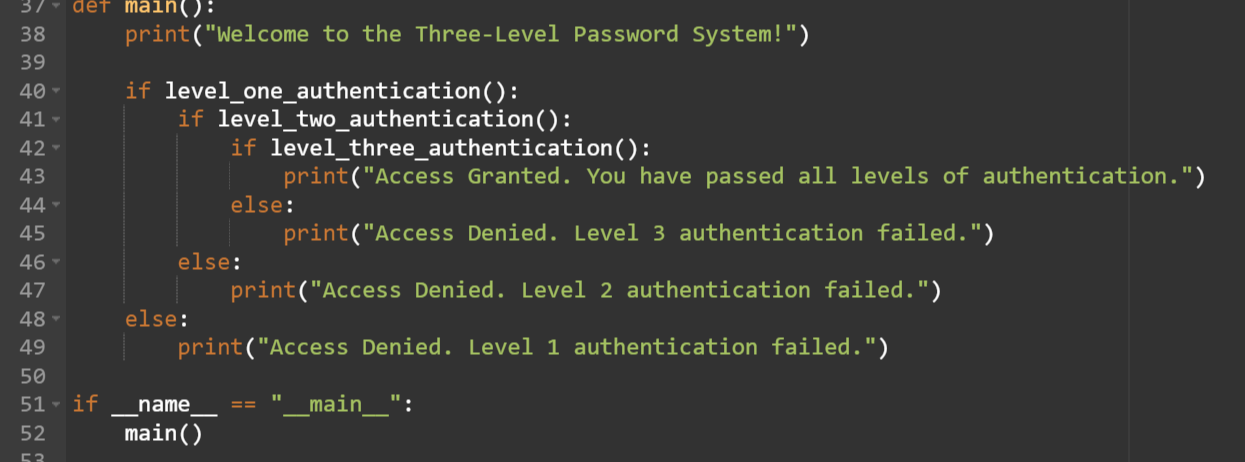 37 def main():
38     print("Welcome to the Three-Level Password System!")
39
40     if level_one_authentication():
41         if level_two_authentication():
42             if level_three_authentication():
43                 print("Access Granted. You have passed all levels of authentication.")
44             else:
45                 print("Access Denied. Level 3 authentication failed.")
46         else:
47             print("Access Denied. Level 2 authentication failed.")
48     else:
49         print("Access Denied. Level 1 authentication failed.")
50
51 if __name__ == "__main__":
52     main()
53